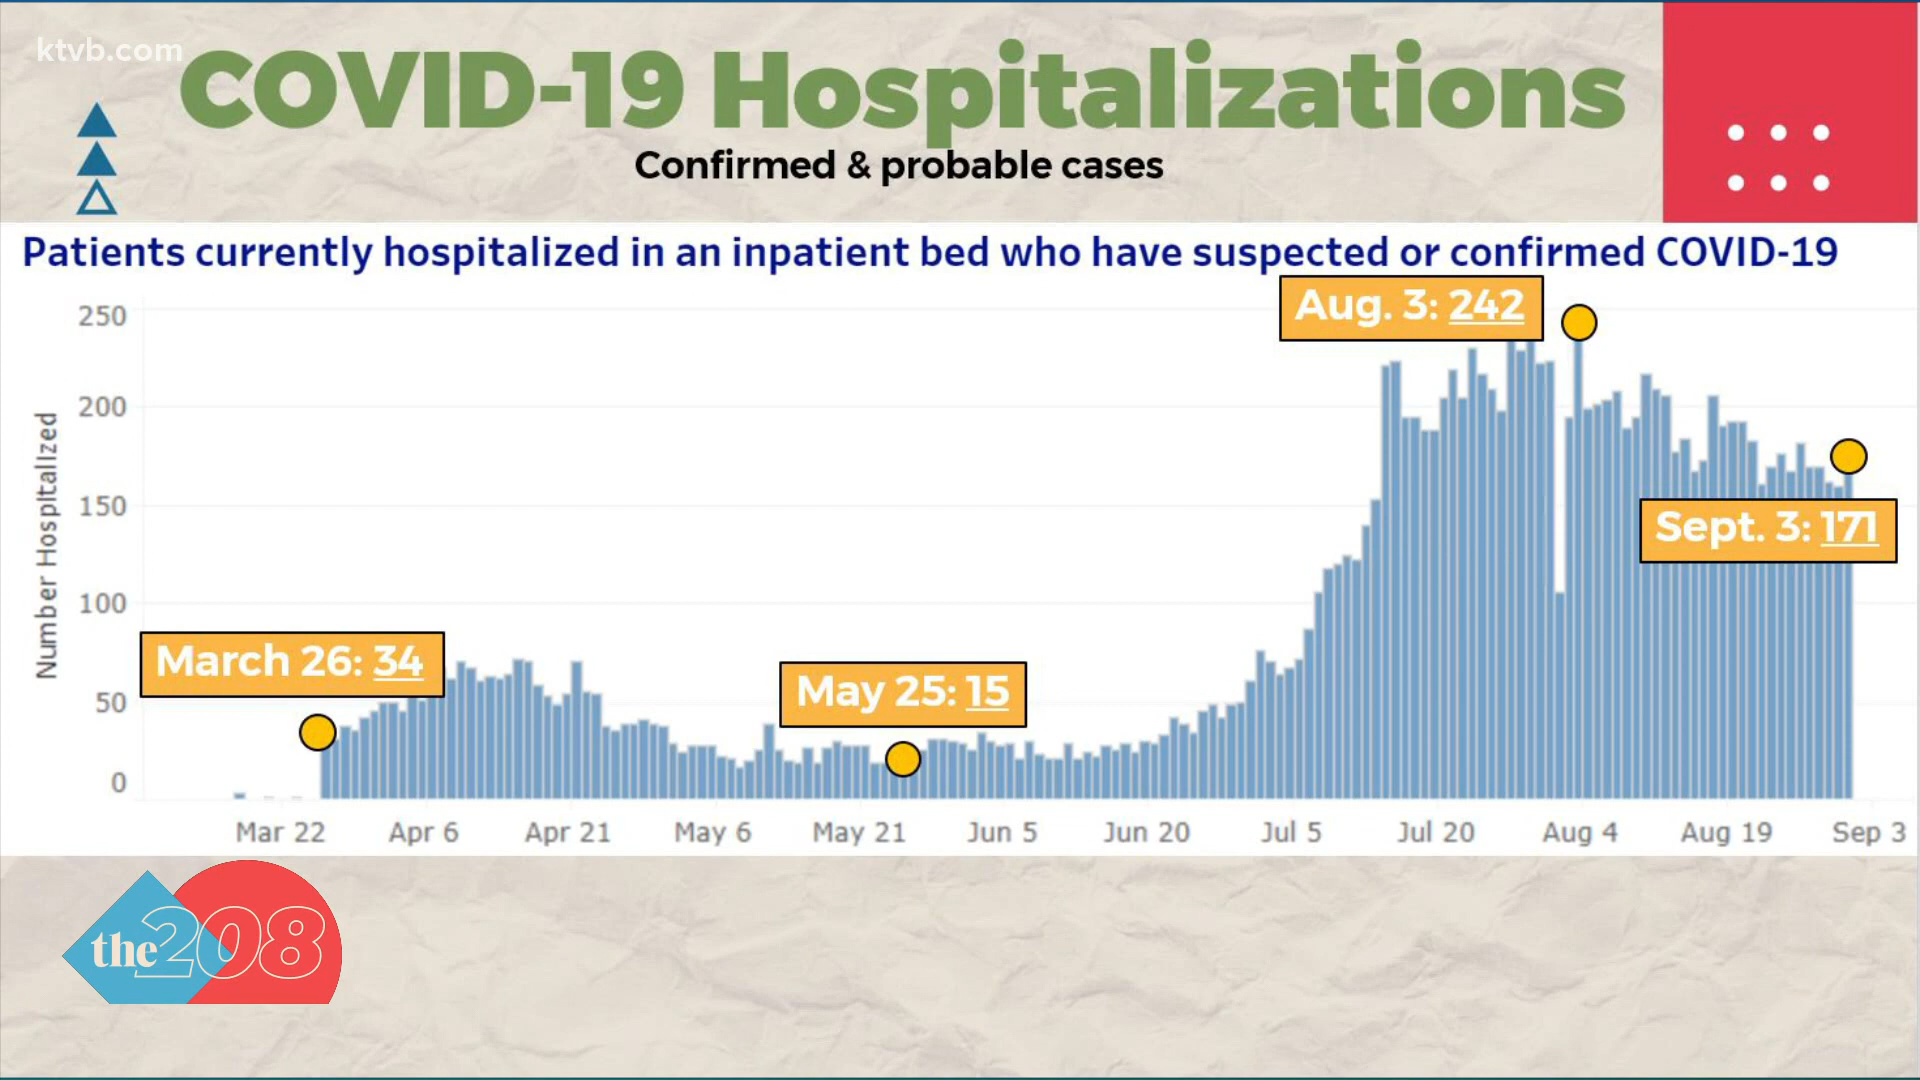 ktvb.com
COVID-19 Hospitalizations
Confirmed & probable cases
Patients currently hospitalized in an inpatient bed who have suspected or confirmed COVID-19
Number Hospitalized
250
200
150
100
50
0
Aug. 3: 242
Sept. 3: 171
March 26: 34
May 25: 15
Mar 22 Apr 6 Apr 21 May 6 May 21 Jun 5 Jun 20 Jul 5 Jul 20 Aug 4 Aug 19 Sep 3
the 208